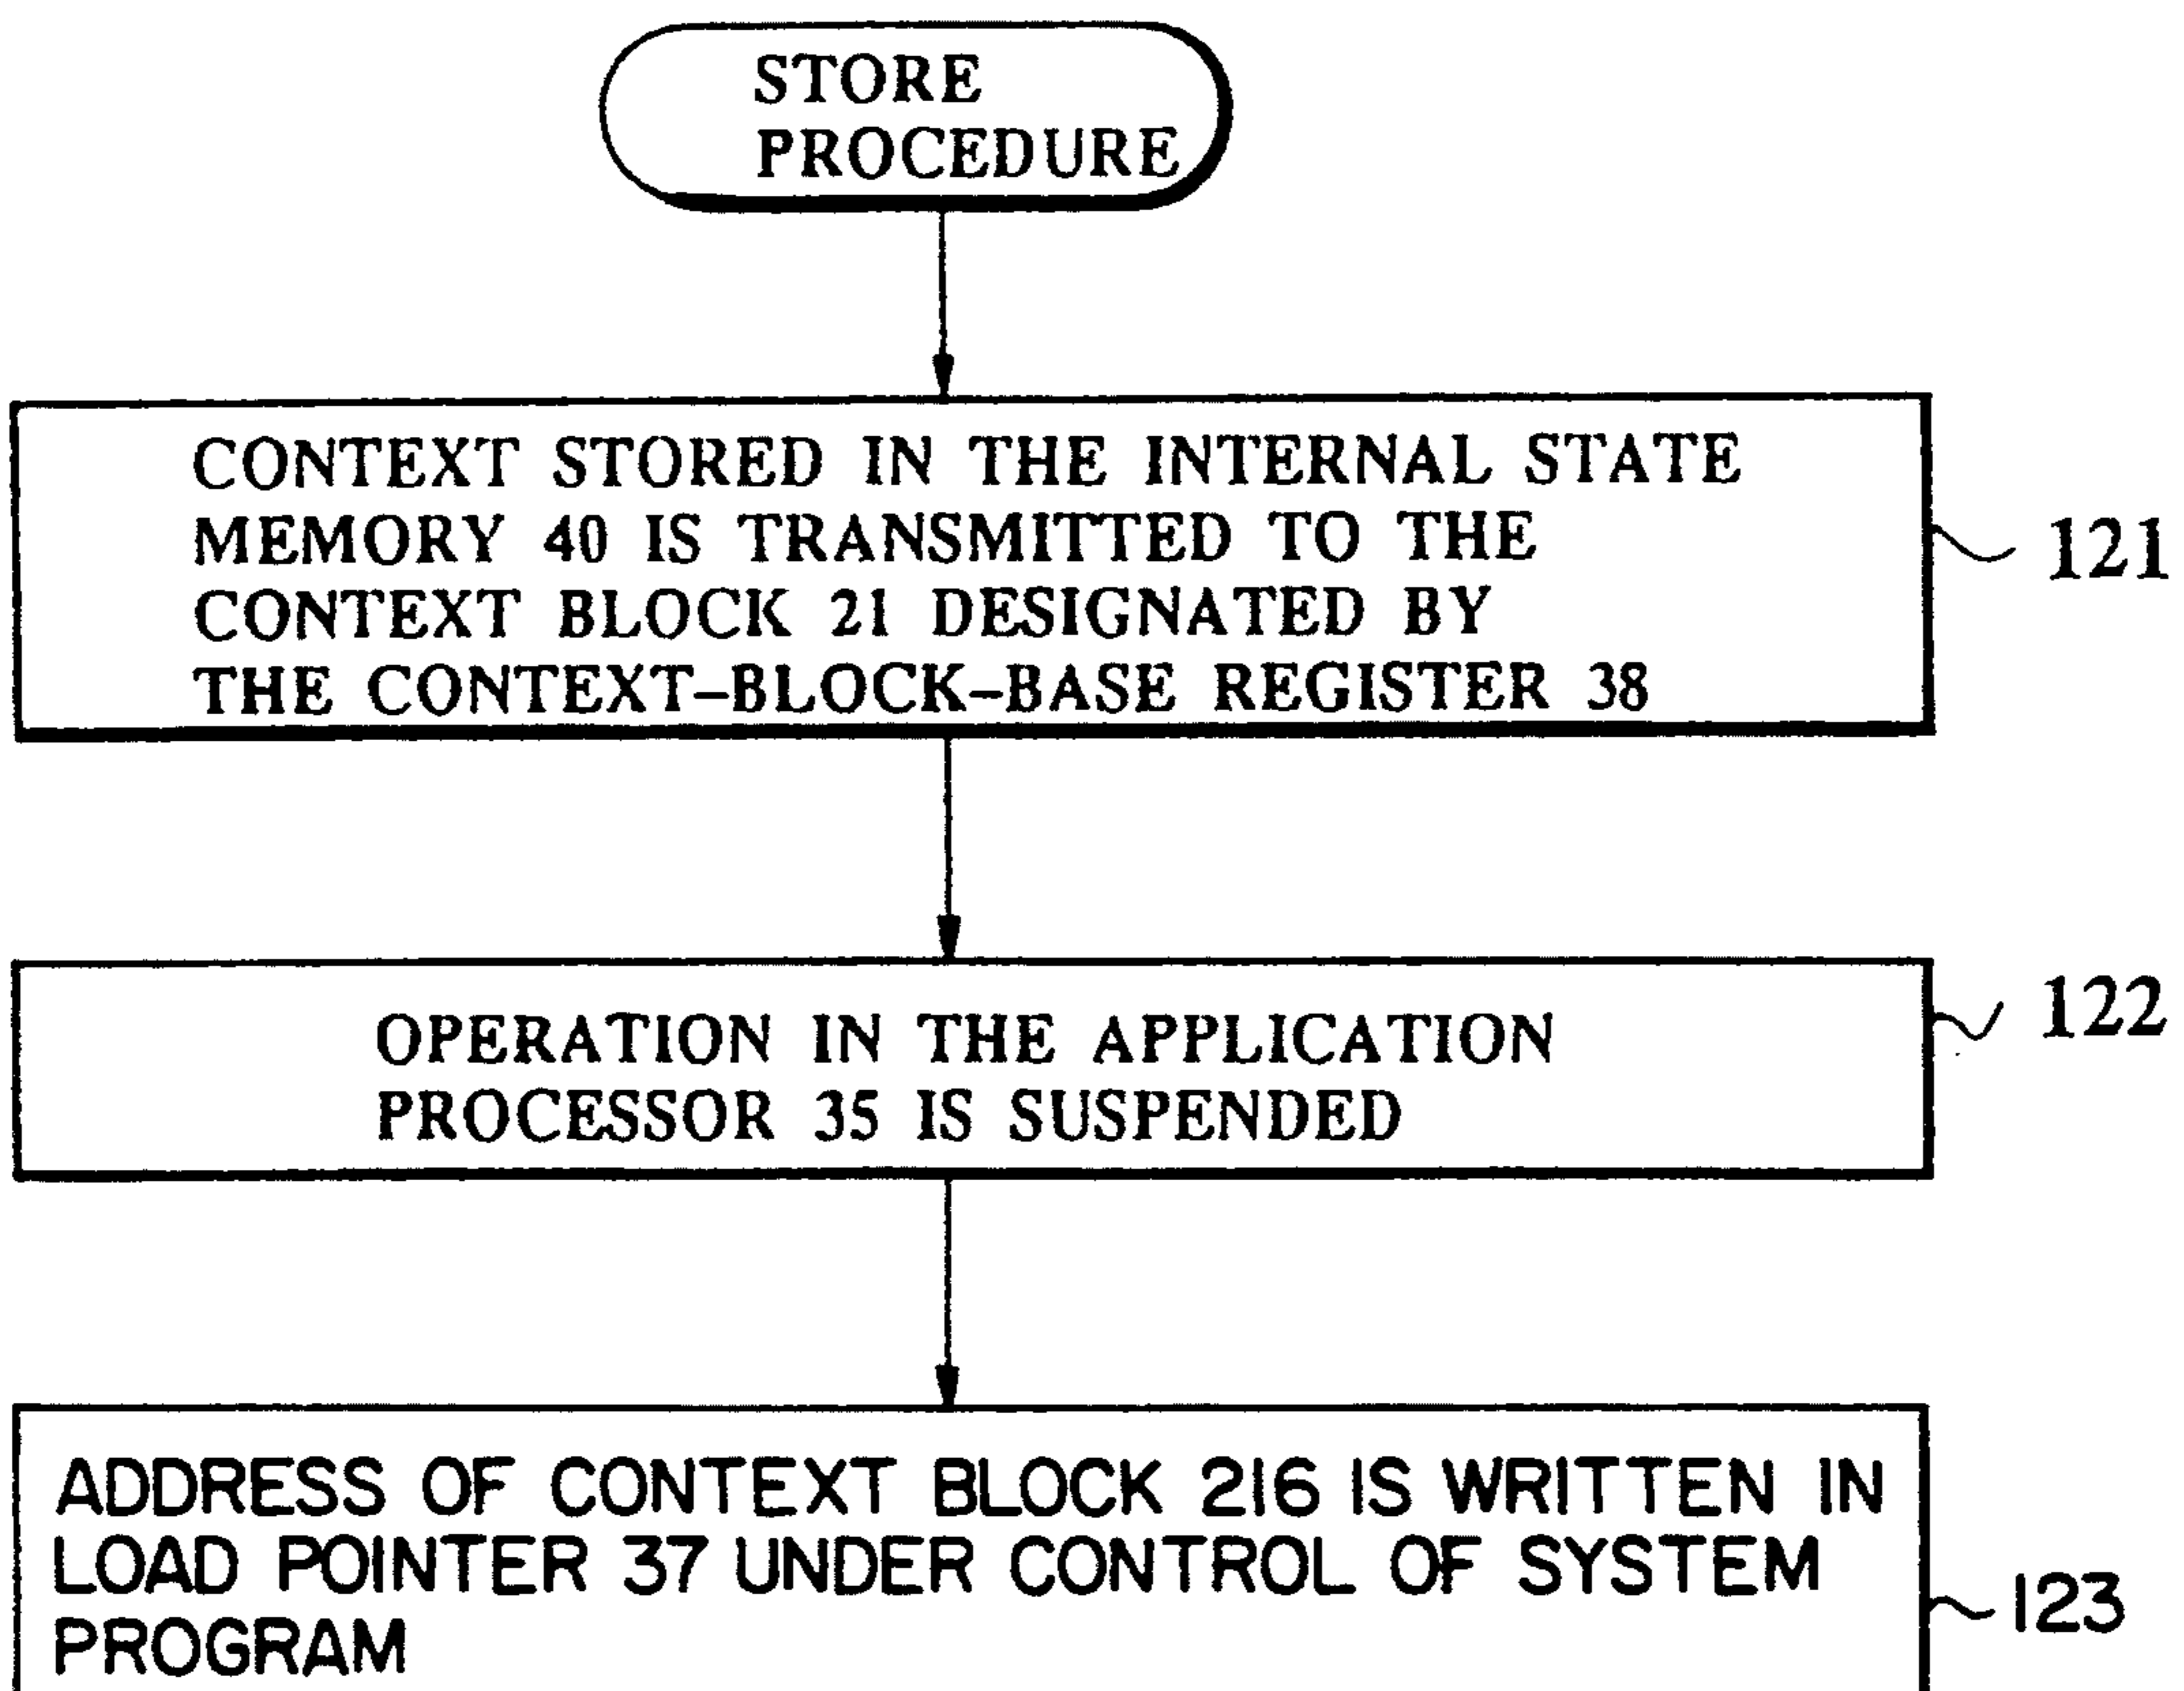 STORE
PROCEDURE
CONTEXT STORED IN THE INTERNAL STATE
MEMORY 40 IS TRANSMITTED TO THE
CONTEXT BLOCK 21 DESIGNATED BY
THE CONTEXT-BLOCK-BASE REGISTER 38
121
OPERATION IN THE APPLICATION
PROCESSOR 35 IS SUSPENDED
122
ADDRESS OF CONTEXT BLOCK 216 IS WRITTEN IN
LOAD POINTER 37 UNDER CONTROL OF SYSTEM
PROGRAM
123